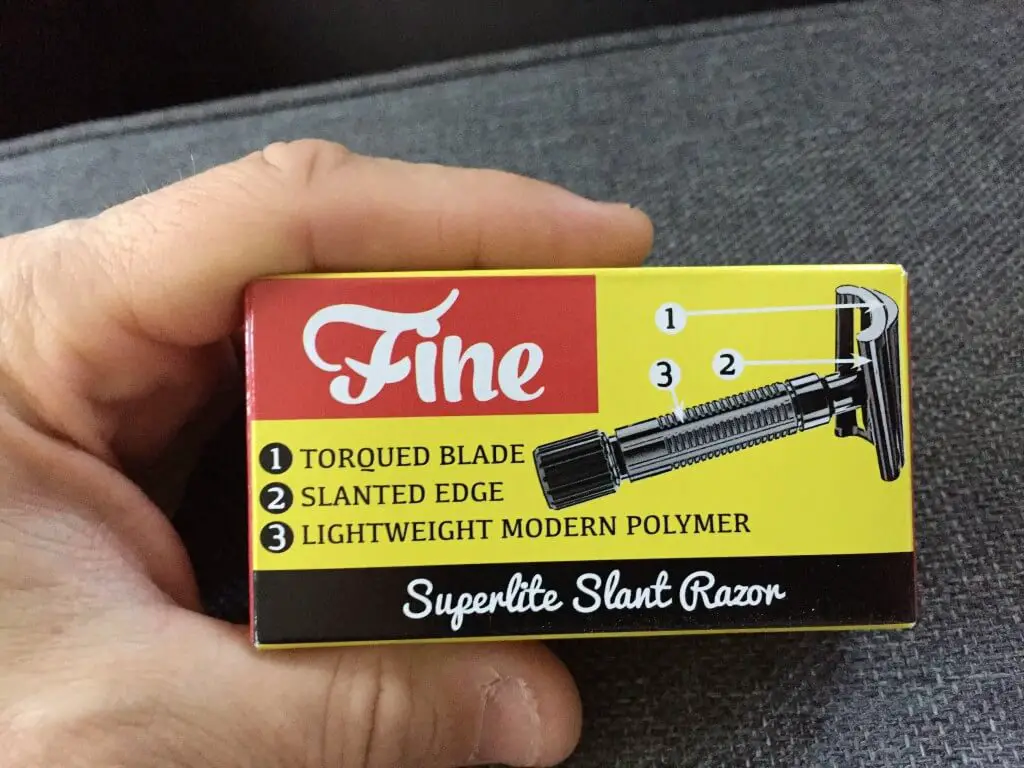 Fine
1 TORQUED BLADE
2 SLANTED EDGE
3 LIGHTWEIGHT MODERN POLYMER
1
2
3
Superlite Slant Razor